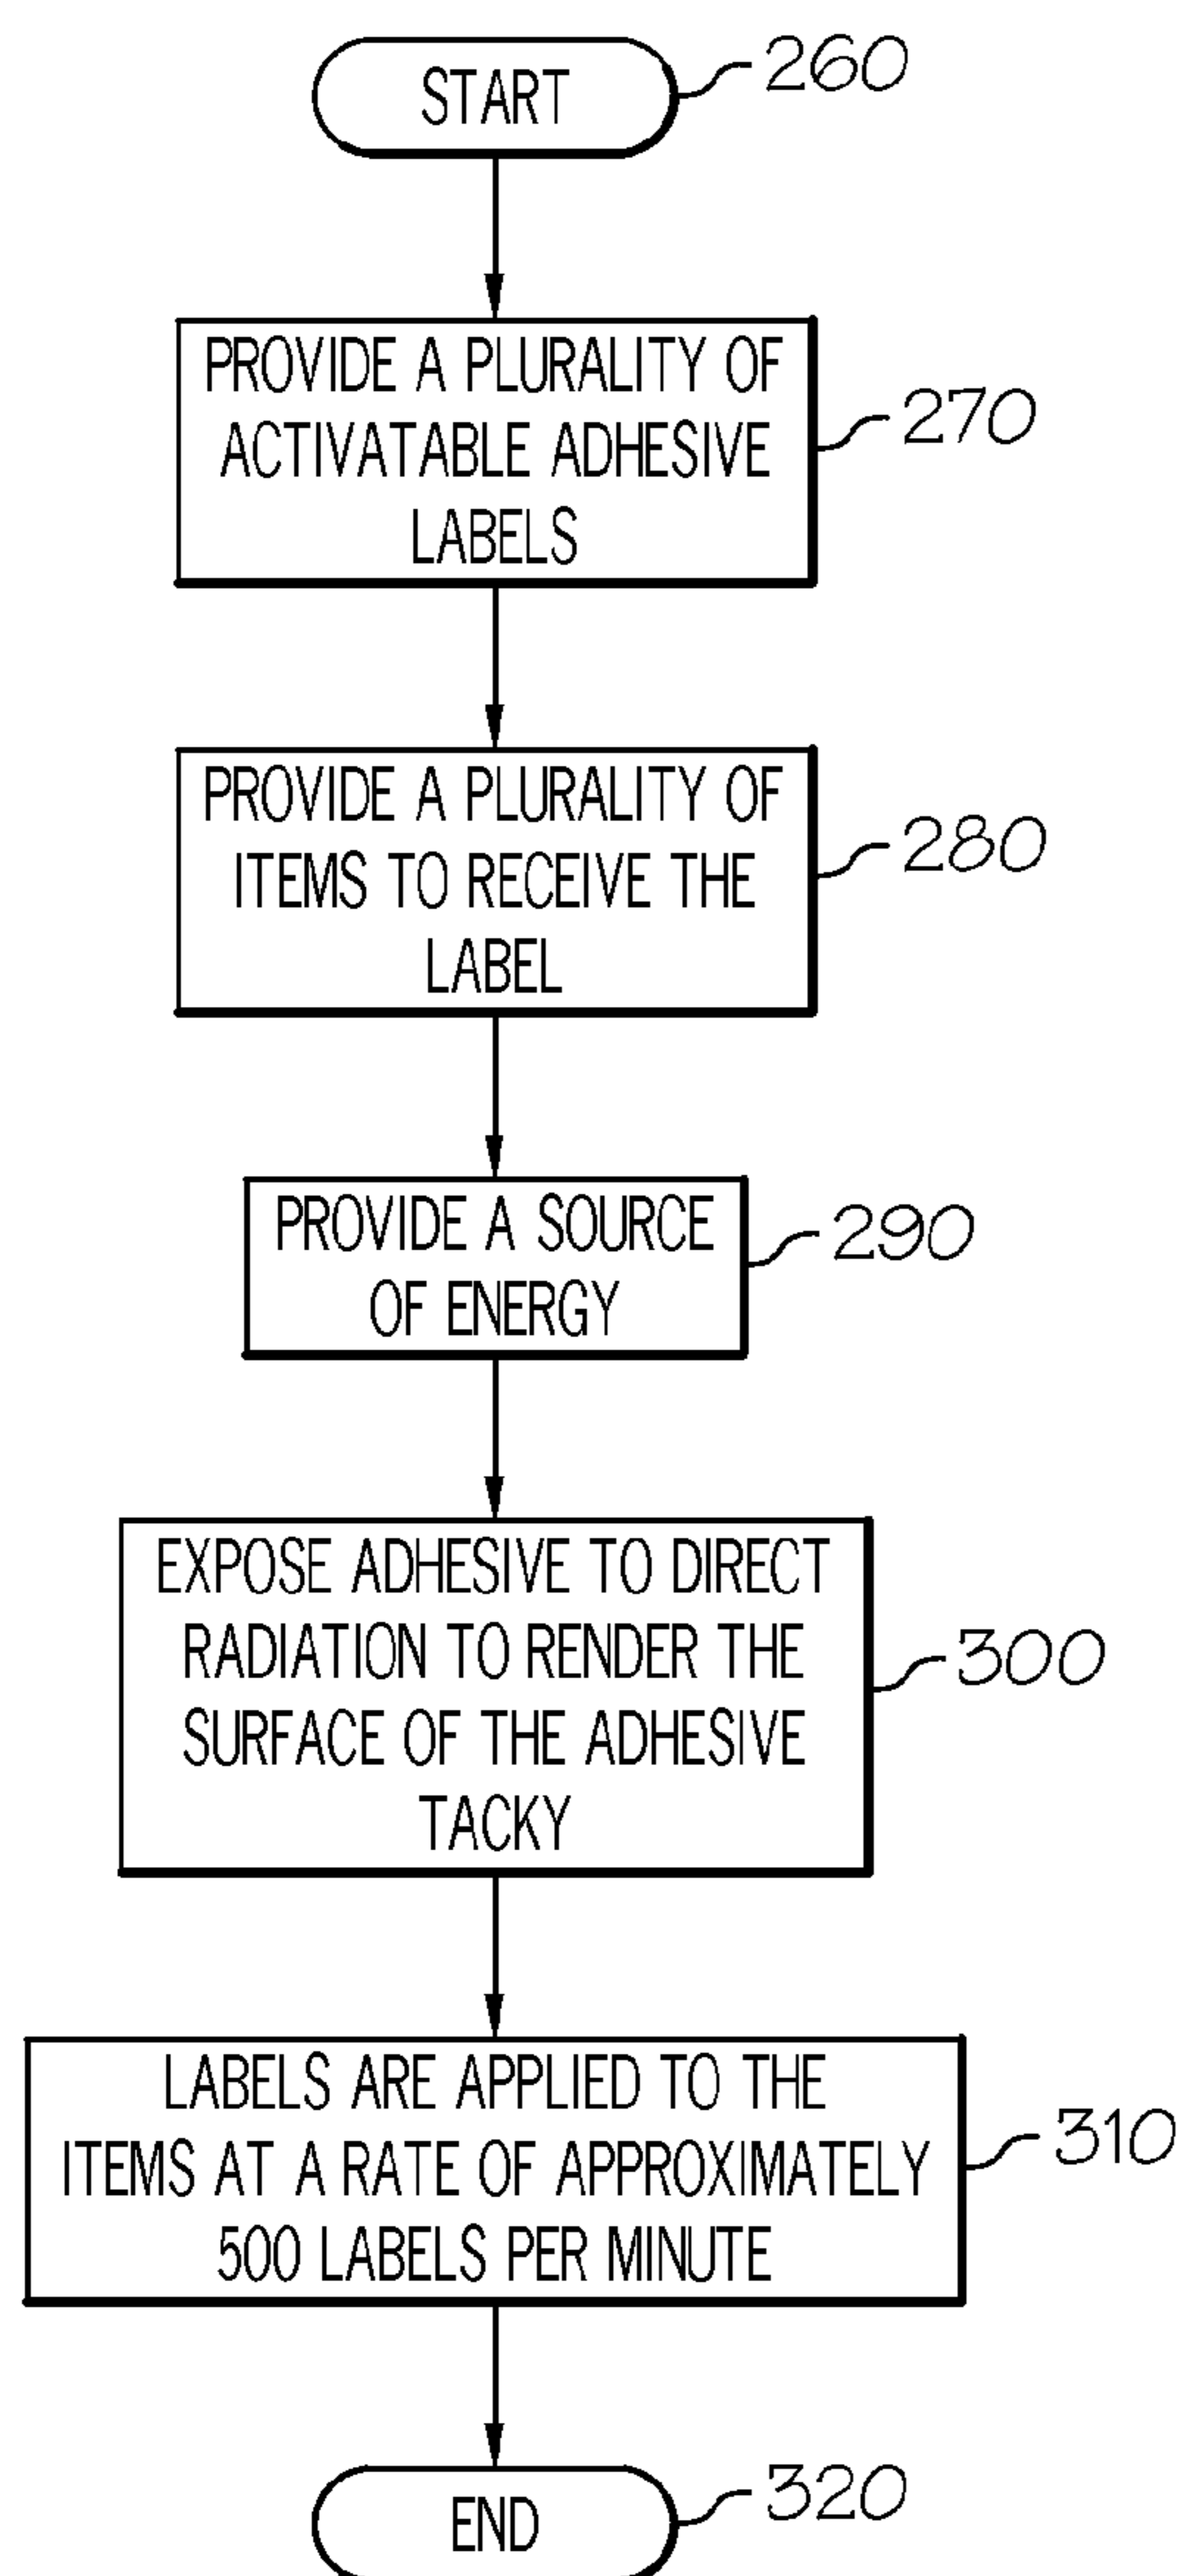 START
260
PROVIDE A PLURALITY OF
ACTIVATABLE ADHESIVE
LABELS
270
PROVIDE A PLURALITY OF
ITEMS TO RECEIVE THE
LABEL
280
PROVIDE A SOURCE
OF ENERGY
290
EXPOSE ADHESIVE TO DIRECT
RADIATION TO RENDER THE
SURFACE OF THE ADHESIVE
TACKY
300
LABELS ARE APPLIED TO THE
ITEMS AT A RATE OF APPROXIMATELY
500 LABELS PER MINUTE
310
END
320